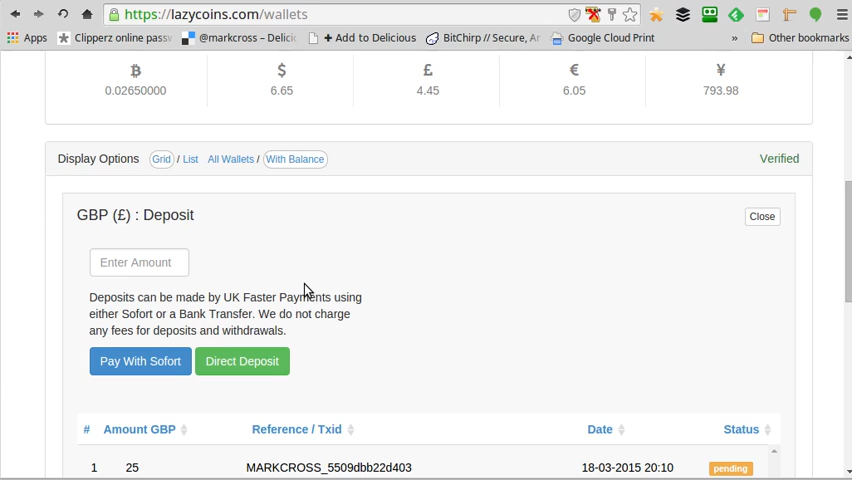 https://lazycoins.com/wallets
Apps Clipperz online passw @markcross – Delici + Add to Delicious BitChirp // Secure, Ar Google Cloud Print » Other bookmarks
฿ $ £ € ¥
0.02650000 6.65 4.45 6.05 793.98
Display Options Grid / List All Wallets / With Balance Verified
GBP (£) : Deposit Close
Enter Amount
Deposits can be made by UK Faster Payments using
either Sofort or a Bank Transfer. We do not charge
any fees for deposits and withdrawals.
Pay With Sofort Direct Deposit
# Amount GBP Reference / Txid Date Status
1 25 MARKCROSS_5509dbb22d403 18-03-2015 20:10 pending